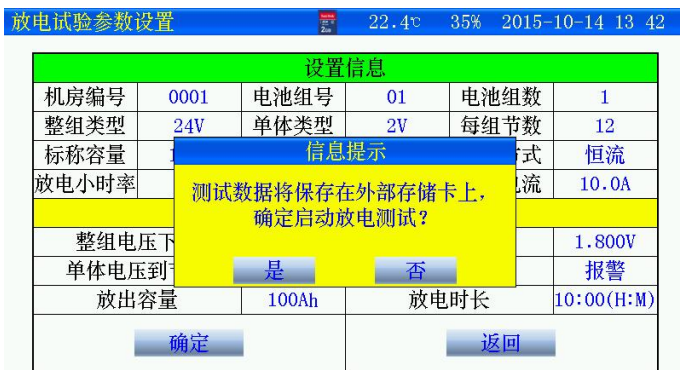 放电试验参数设置 22.4℃ 35% 2015-10-14 13 42
设置信息
机房编号 0001 电池组号 01 电池组数 1
整组类型 24V 单体类型 2V 每组节数 12
标称容量 信息提示 式 恒流
放电小时率 流 10.0A
测试数据将保存在外部存储卡上,
确定启动放电测试?
整组电压下 1.800V
单体电压到 是 否 报警
放出容量 100Ah 放电时长 10:00(H:M)
确定 返回